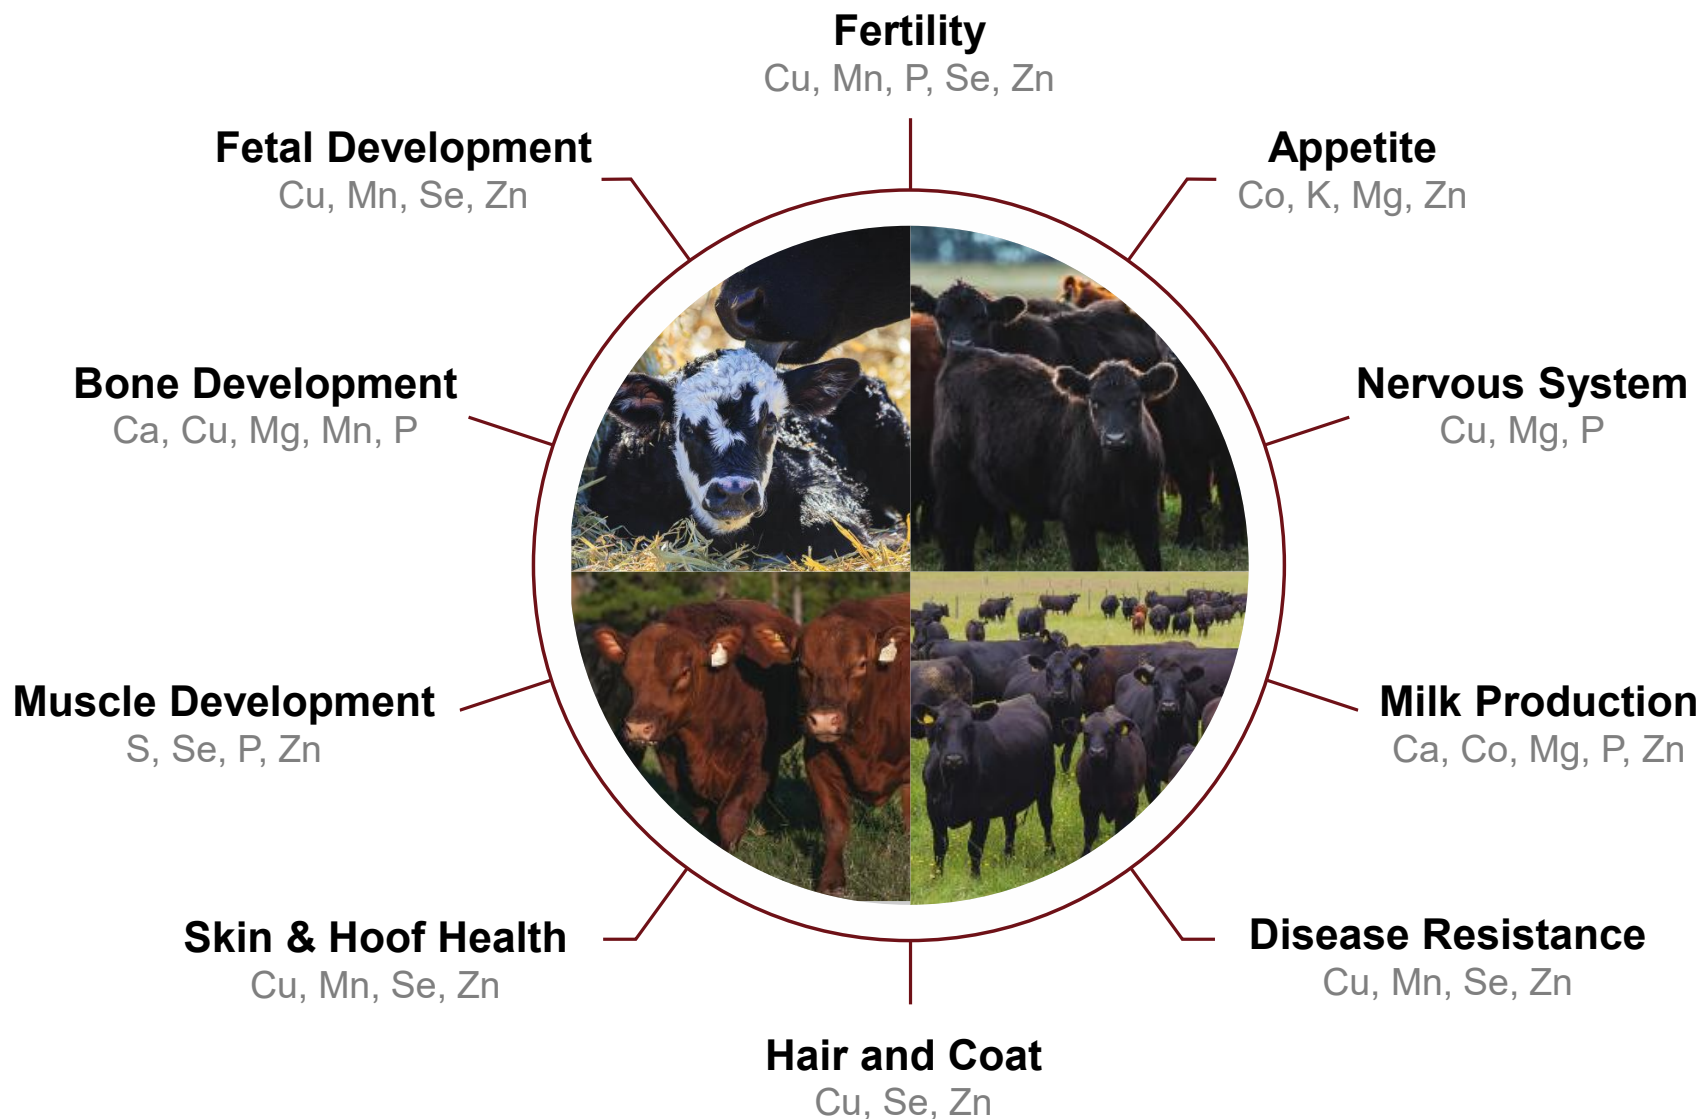 Fertility
Cu, Mn, P, Se, Zn
Appetite
Co, K, Mg, Zn
Nervous System
Cu, Mg, P
Milk Production
Ca, Co, Mg, P, Zn
Disease Resistance
Cu, Mn, Se, Zn
Hair and Coat
Cu, Se, Zn
Skin & Hoof Health
Cu, Mn, Se, Zn
Muscle Development
S, Se, P, Zn
Bone Development
Ca, Cu, Mg, Mn, P
Fetal Development
Cu, Mn, Se, Zn